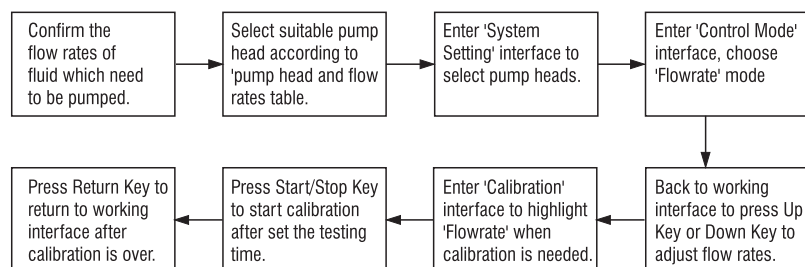 Confirm the
flow rates of
fluid which need
to be pumped.
Select suitable pump
head according to
'pump head and flow
rates table.
Enter 'System
Setting' interface to
select pump heads.
Enter 'Control Mode'
interface, choose
'Flowrate' mode
Back to working
interface to press Up
Key or Down Key to
adjust flow rates.
Enter 'Calibration'
interface to highlight
'Flowrate' when
calibration is needed.
Press Start/Stop Key
to start calibration
after set the testing
time.
Press Return Key to
return to working
interface after
calibration is over.